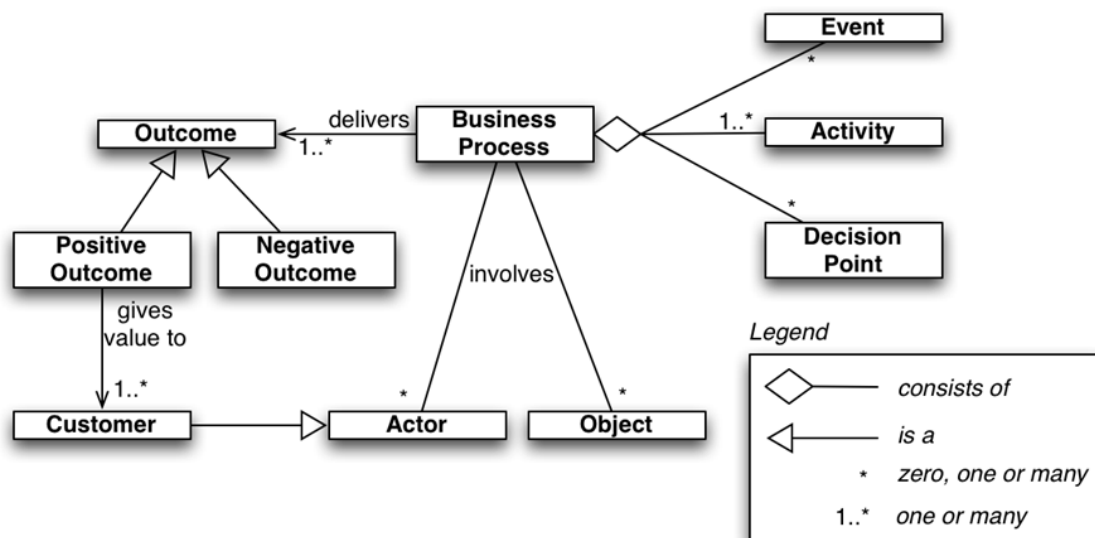 Event
*
delivers
1..*
Business
Process
1..*
Activity
Outcome
*
Decision
Point
Positive
Outcome
Negative
Outcome
involves
gives
value to
1..*
*
*
Customer
Actor
Object
Legend
consists of
is a
* zero, one or many
1..* one or many